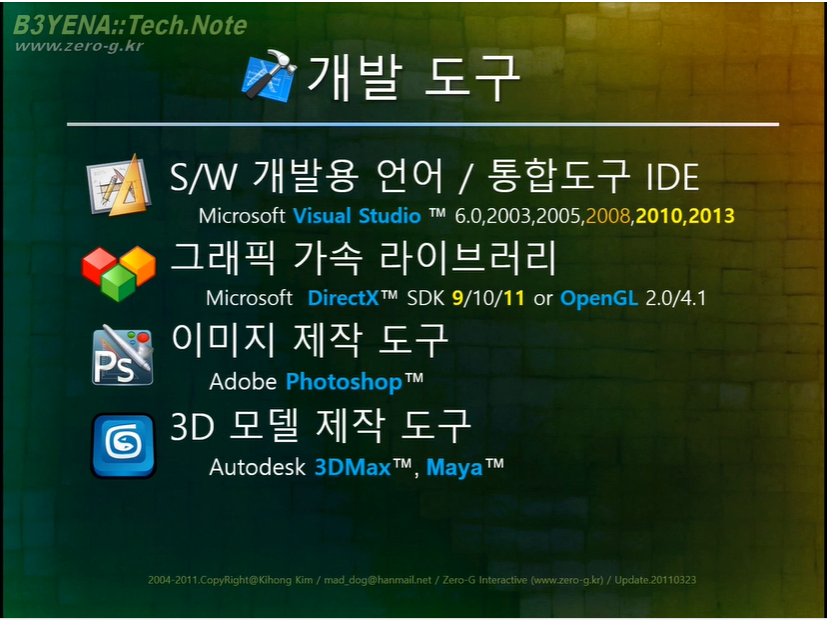 B3YENA::Tech.Note
www.zero-g.kr
개발 도구
S/W 개발용 언어 / 통합도구 IDE
Microsoft Visual Studio ™ 6.0,2003,2005,2008,2010,2013
그래픽 가속 라이브러리
Microsoft DirectX™ SDK 9/10/11 or OpenGL 2.0/4.1
이미지 제작 도구
Ps
Adobe Photoshop™
3D 모델 제작 도구
Autodesk 3DMax™, Maya™
2004-2011.CopyRight@Kihong Kim / mad_dog@hanmail.net / Zero-G Interactive (www.zero-g.kr) / Update.20110323